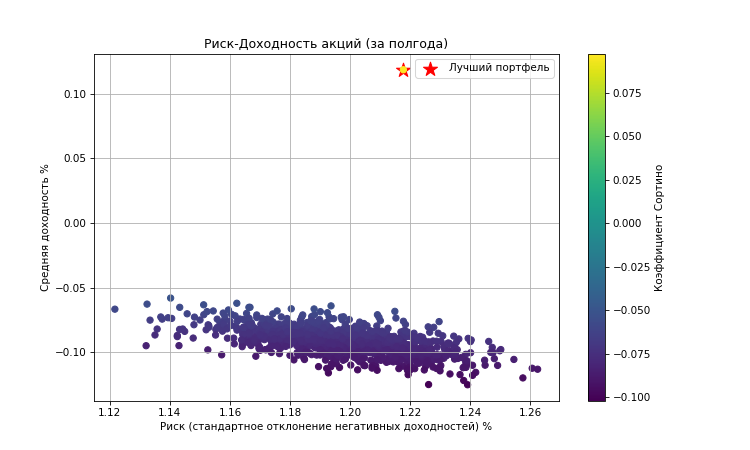 Риск-Доходность акций (за полгода)
Лучший портфель
Средняя доходность %
0.10
0.05
0.00
−0.05
−0.10
1.12 1.14 1.16 1.18 1.20 1.22 1.24 1.26
Риск (стандартное отклонение негативных доходностей) %
0.075
0.050
0.025
0.000
−0.025
−0.050
−0.075
−0.100
Коэффициент Сортино